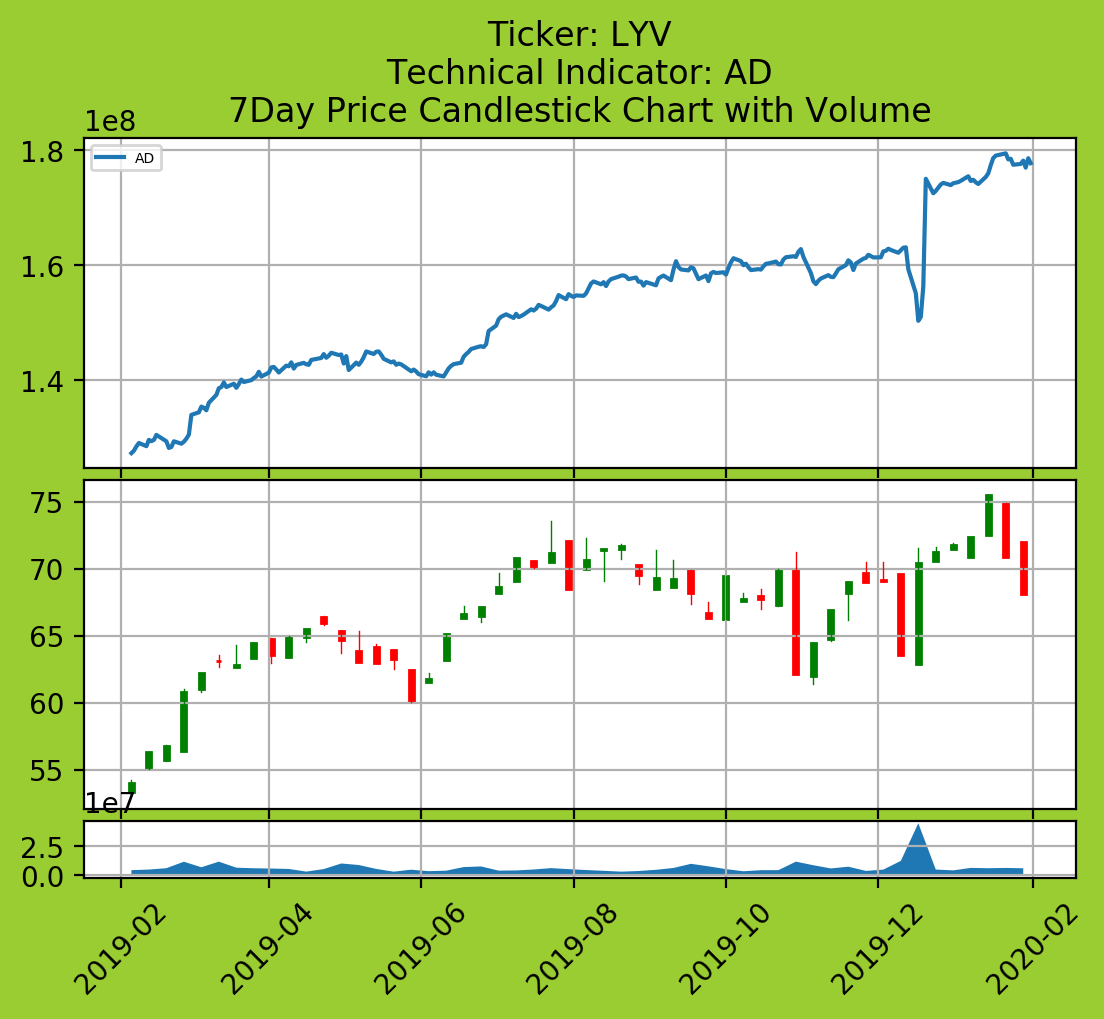 Ticker: LYV
Technical Indicator: AD
7Day Price Candlestick Chart with Volume
1e8
AD
1.8
1.6
1.4
75
70
65
60
55
1e7
2.5
0.0
2019-02
2019-04
2019-06
2019-08
2019-10
2019-12
2020-02